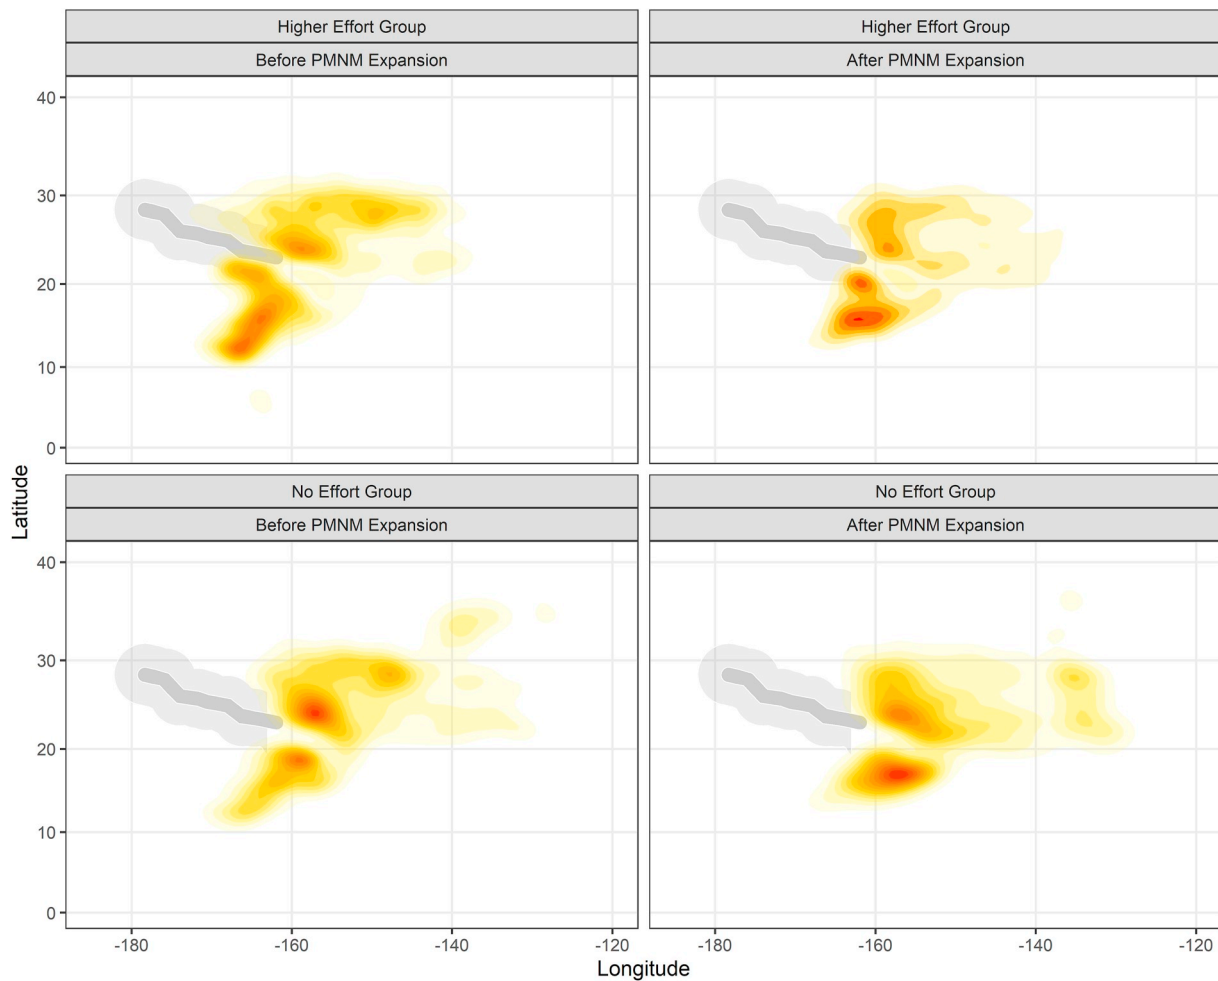 Higher Effort Group
Before PMNM Expansion
Higher Effort Group
After PMNM Expansion
40
30
20
10
0
No Effort Group
Before PMNM Expansion
No Effort Group
After PMNM Expansion
40
30
20
10
0
Latitude
-180
-160
-140
-120
-180
-160
-140
-120
Longitude